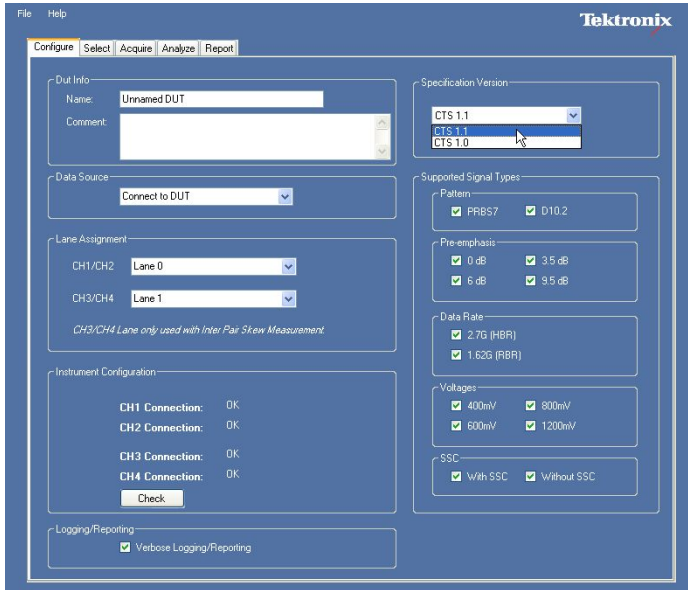 File Help
Tektronix
Configure Select Acquire Analyze Report
Dut Info
Name: Unnamed DUT
Comment:
Data Source
Connect to DUT
Lane Assignment
CH1/CH2 Lane 0
CH3/CH4 Lane 1
CH3/CH4 Lane only used with Inter Pair Skew Measurement.
Instrument Configuration
CH1 Connection: OK
CH2 Connection: OK
CH3 Connection: OK
CH4 Connection: OK
Check
Logging/Reporting
Verbose Logging/Reporting
Specification Version
CTS 1.1
CTS 1.1
CTS 1.0
Supported Signal Types
Pattern
PRBS7 D10.2
Pre-emphasis
0 dB 3.5 dB
6 dB 9.5 dB
Data Rate
2.7G (HBR)
1.62G (RBR)
Voltages
400mV 800mV
600mV 1200mV
SSC
With SSC Without SSC